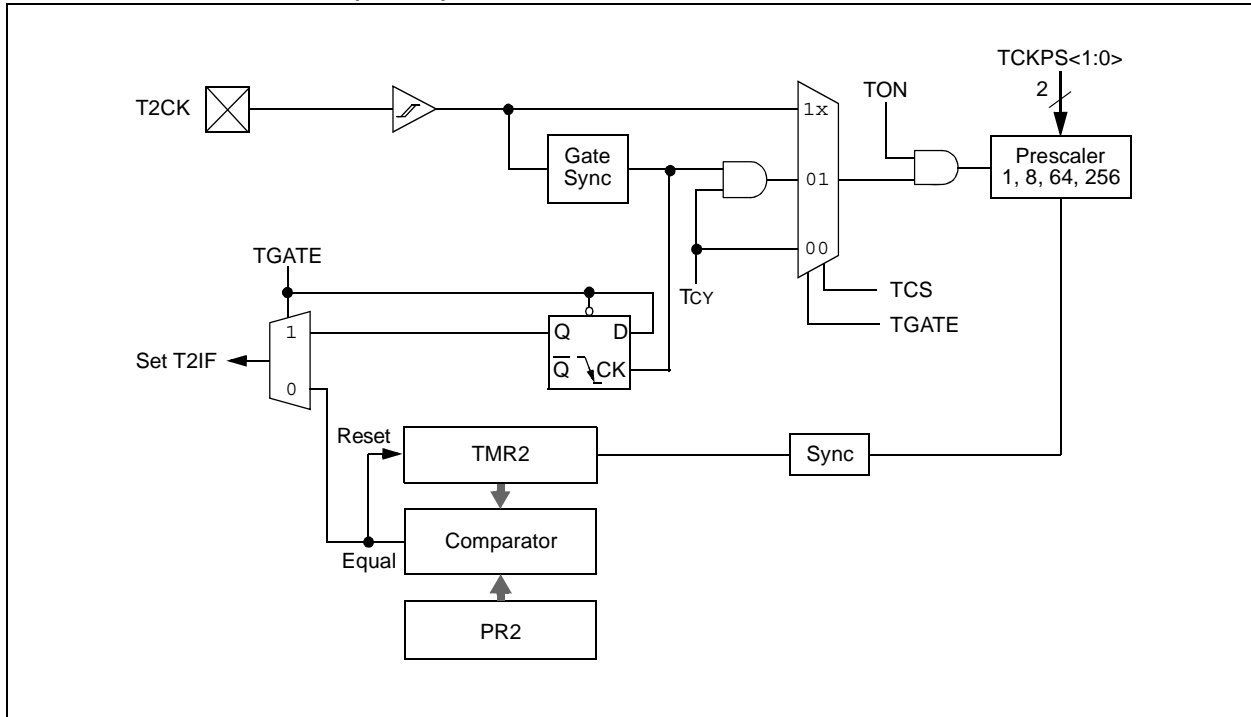 TCKPS<1:0>
2
T2CK
1x
TON
Gate
Sync
01
Prescaler
1, 8, 64, 256
00
TGATE
TCY
TCS
TGATE
1
Q
D
Set T2IF
Q
CK
0
Reset
TMR2
Sync
Comparator
Equal
PR2